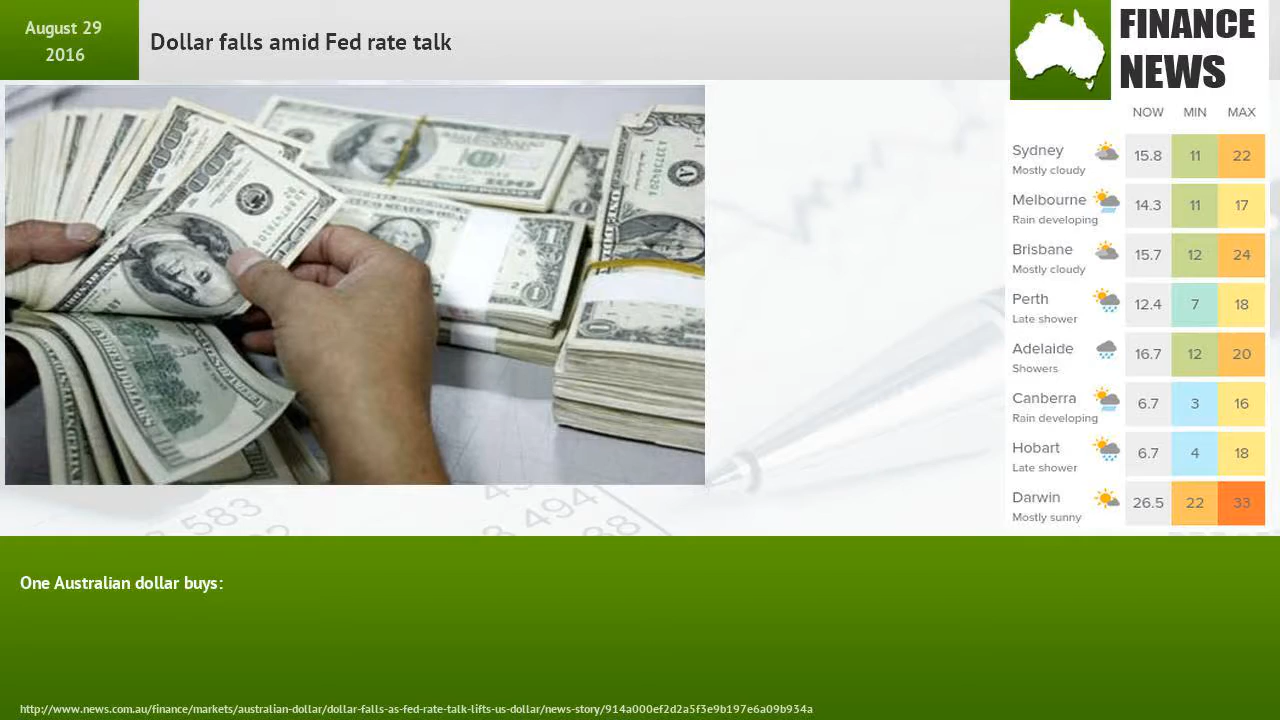 August 29
2016
Dollar falls amid Fed rate talk
FINANCE
NEWS
NOW MIN MAX
Sydney
Mostly cloudy
15.8 11 22
Melbourne
Rain developing
14.3 11 17
Brisbane
Mostly cloudy
15.7 12 24
Perth
Late shower
12.4 7 18
Adelaide
Showers
16.7 12 20
Canberra
Rain developing
6.7 3 16
Hobart
Late shower
6.7 4 18
Darwin
Mostly sunny
26.5 22 33
583
494
One Australian dollar buys:
http://www.news.com.au/finance/markets/australian-dollar/dollar-falls-as-fed-rate-talk-lifts-us-dollar/news-story/914a000ef2d2a5f3e9b197e6a09b934a